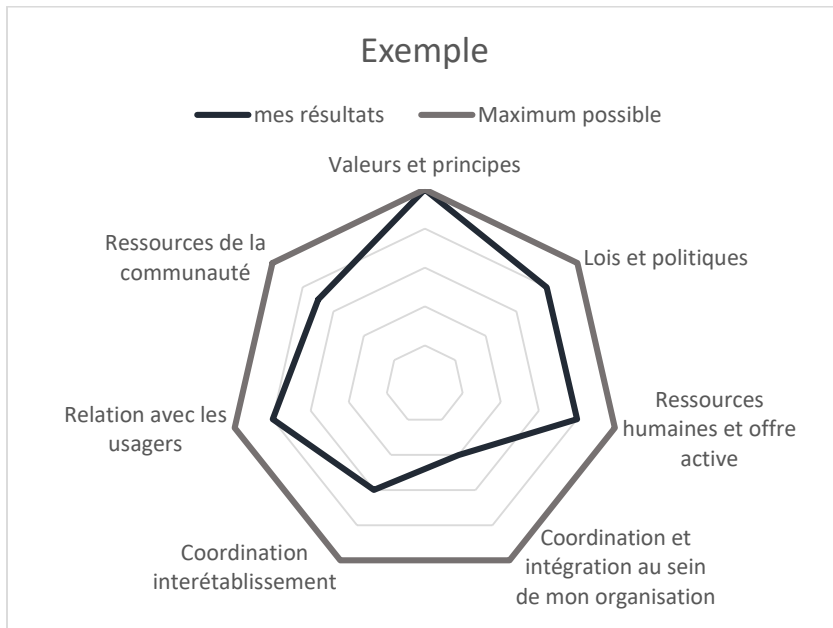 Exemple
mes résultats
Maximum possible
Valeurs et principes
Lois et politiques
Ressources
humaines et offre
active
Coordination et
intégration au sein
de mon organisation
Coordination
interétablissement
Relation avec les
usagers
Ressources de la
communauté